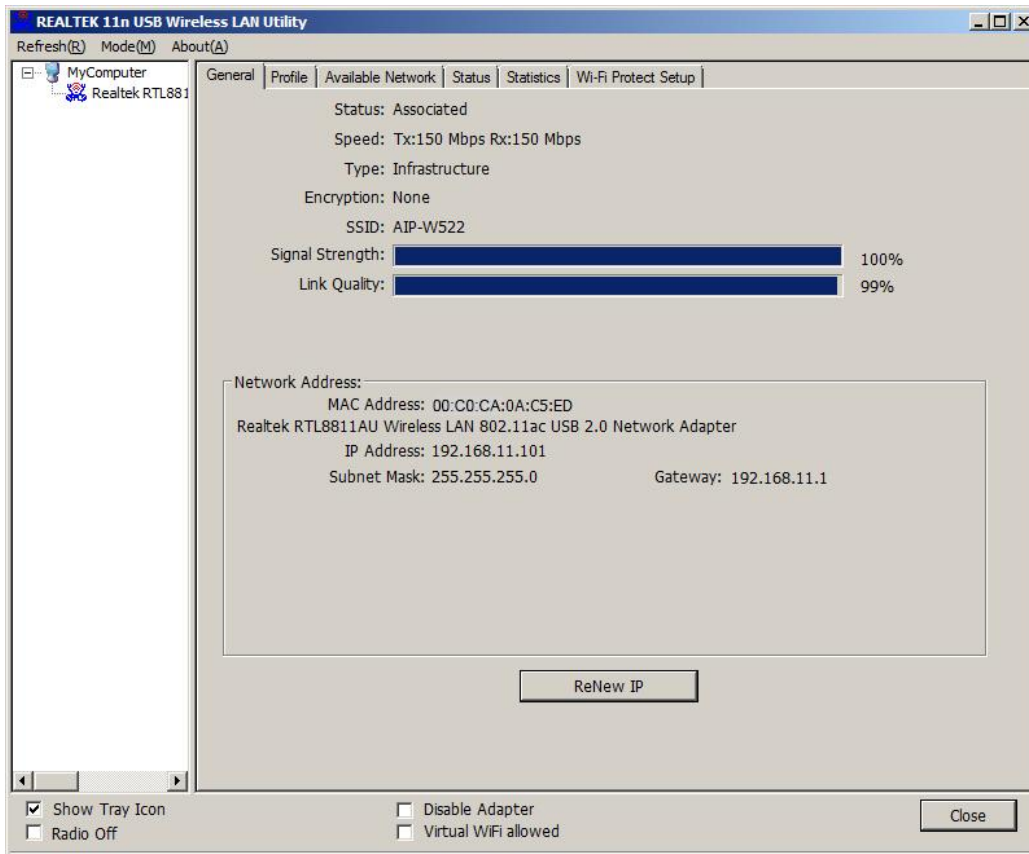 REALTEK 11n USB Wireless LAN Utility
Refresh(R) Mode(M) About(A)
MyComputer
Realtek RTL881
General Profile Available Network Status Statistics Wi-Fi Protect Setup
Status: Associated
Speed: Tx:150 Mbps Rx:150 Mbps
Type: Infrastructure
Encryption: None
SSID: AIP-W522
Signal Strength: 100%
Link Quality: 99%
Network Address:
MAC Address: 00:C0:CA:0A:C5:ED
Realtek RTL8811AU Wireless LAN 802.11ac USB 2.0 Network Adapter
IP Address: 192.168.11.101
Subnet Mask: 255.255.255.0 Gateway: 192.168.11.1
ReNew IP
Show Tray Icon Disable Adapter Close
Radio Off Virtual WiFi allowed